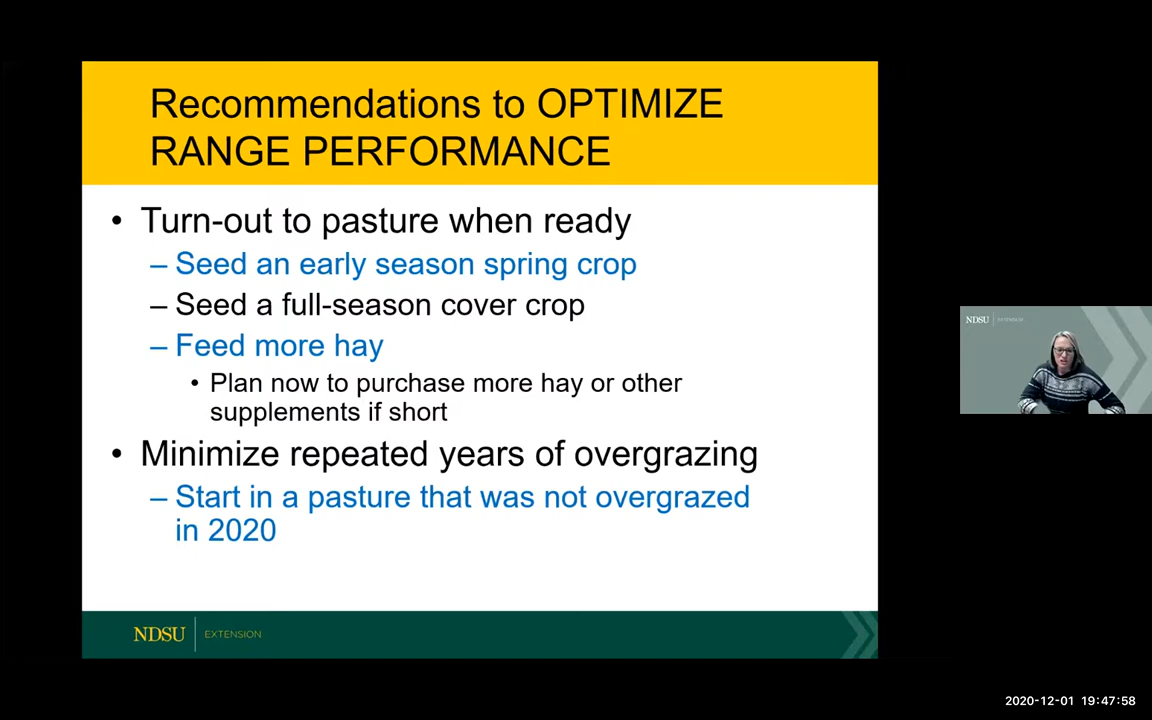 Recommendations to OPTIMIZE
RANGE PERFORMANCE
• Turn-out to pasture when ready
– Seed an early season spring crop
– Seed a full-season cover crop
– Feed more hay
• Plan now to purchase more hay or other
supplements if short
• Minimize repeated years of overgrazing
– Start in a pasture that was not overgrazed
in 2020
NDSU EXTENSION
NDSU EXTENSION
2020-12-01 19:47:58